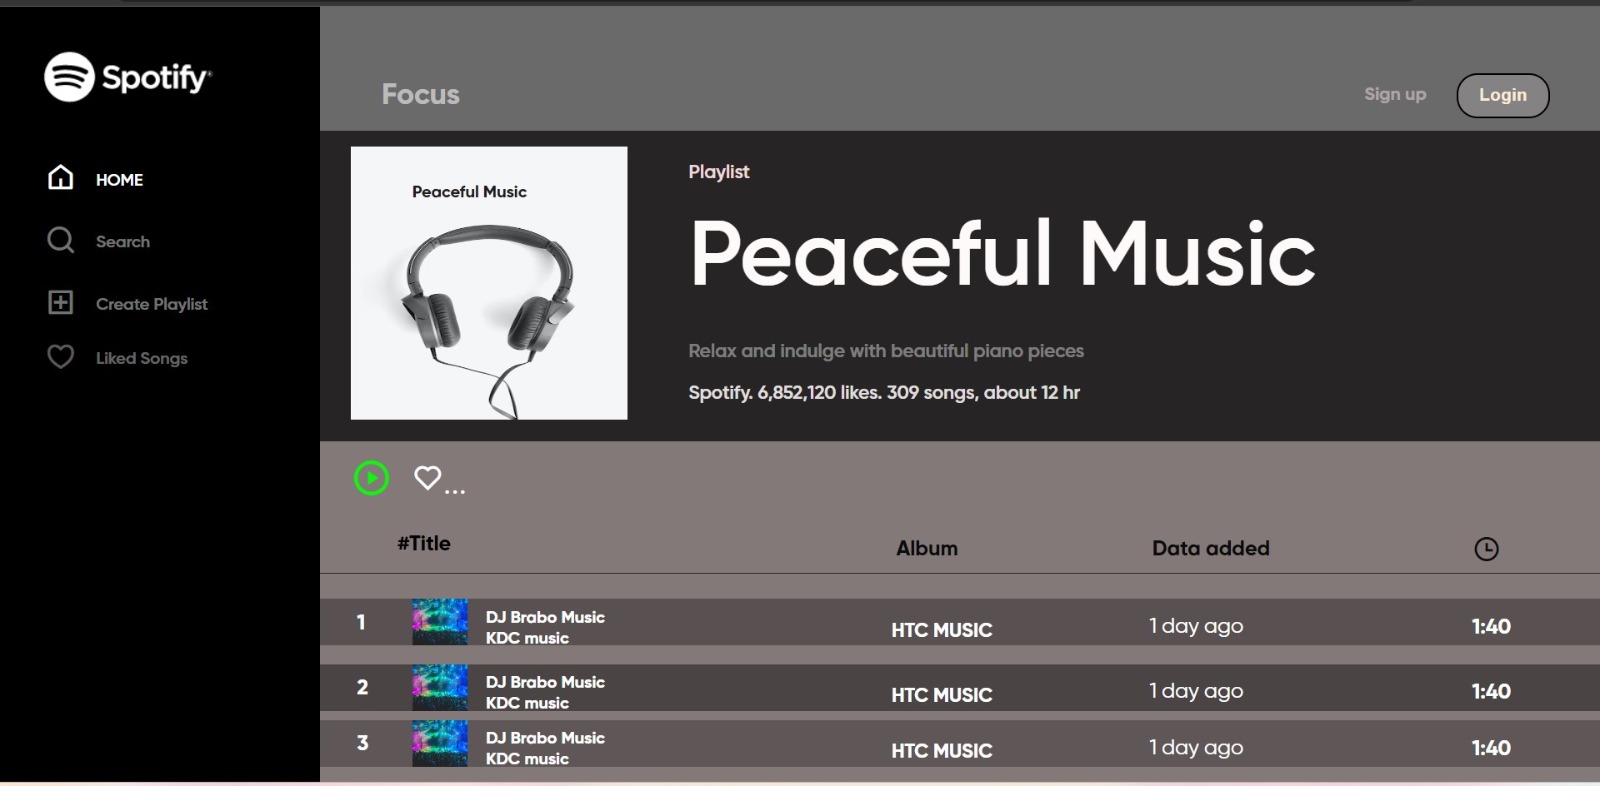 Spotify®
HOME
Search
Create Playlist
Liked Songs
Focus
Sign up
Login
Peaceful Music
Playlist
Peaceful Music
Relax and indulge with beautiful piano pieces
Spotify. 6,852,120 likes. 309 songs, about 12 hr
...
#Title Album Data added
1 DJ Brabo Music HTC MUSIC 1 day ago 1:40
KDC music
2 DJ Brabo Music HTC MUSIC 1 day ago 1:40
KDC music
3 DJ Brabo Music HTC MUSIC 1 day ago 1:40
KDC music